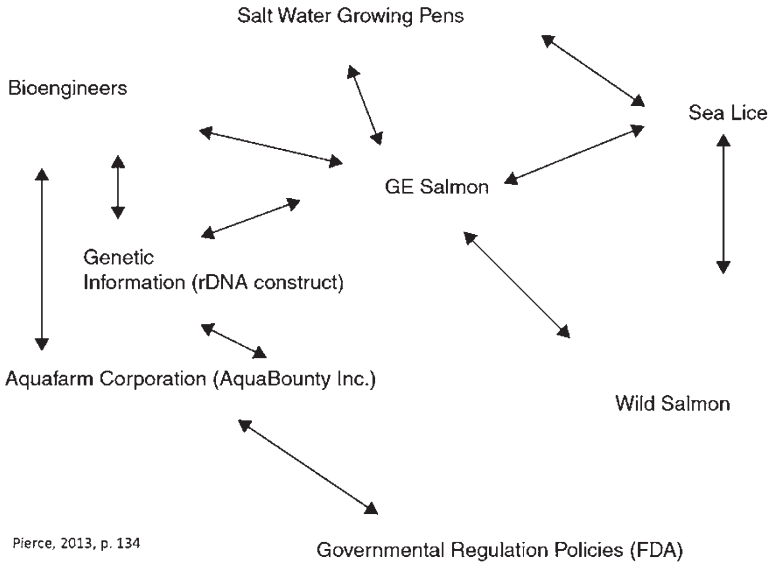 Salt Water Growing Pens
Bioengineers
Sea Lice
GE Salmon
Genetic
Information (rDNA construct)
Aquafarm Corporation (AquaBounty Inc.)
Wild Salmon
Pierce, 2013, p. 134
Governmental Regulation Policies (FDA)